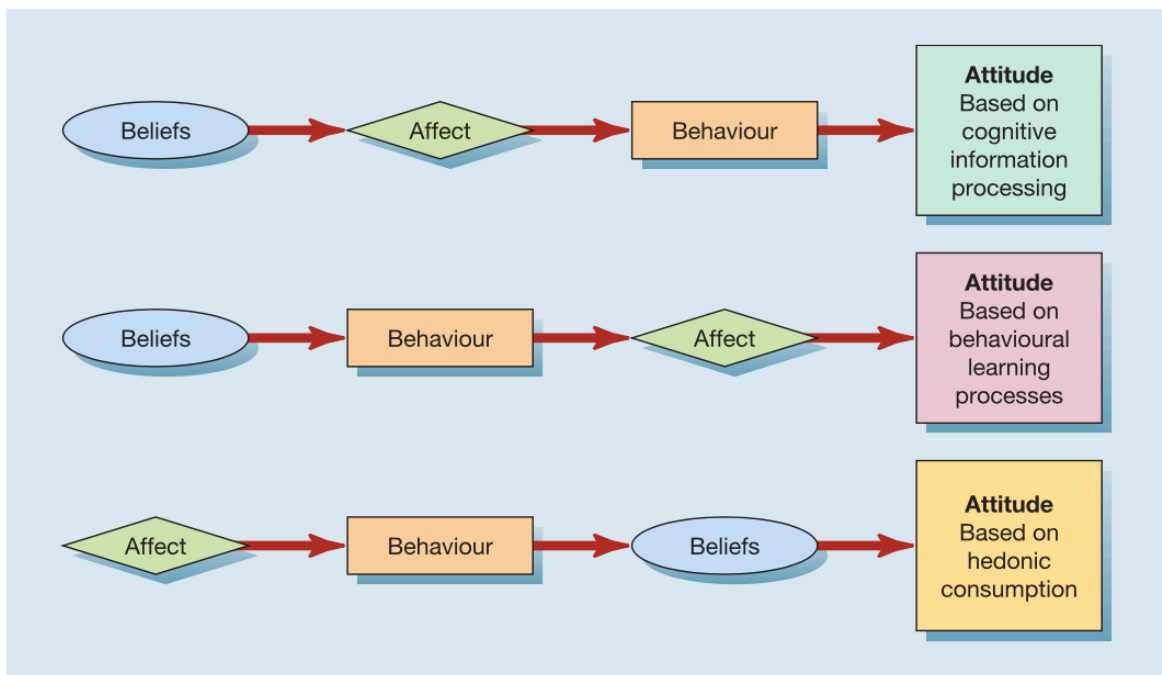 Beliefs
Affect
Behaviour
Attitude
Based on
cognitive
information
processing
Beliefs
Behaviour
Affect
Attitude
Based on
behavioural
learning
processes
Affect
Behaviour
Beliefs
Attitude
Based on
hedonic
consumption